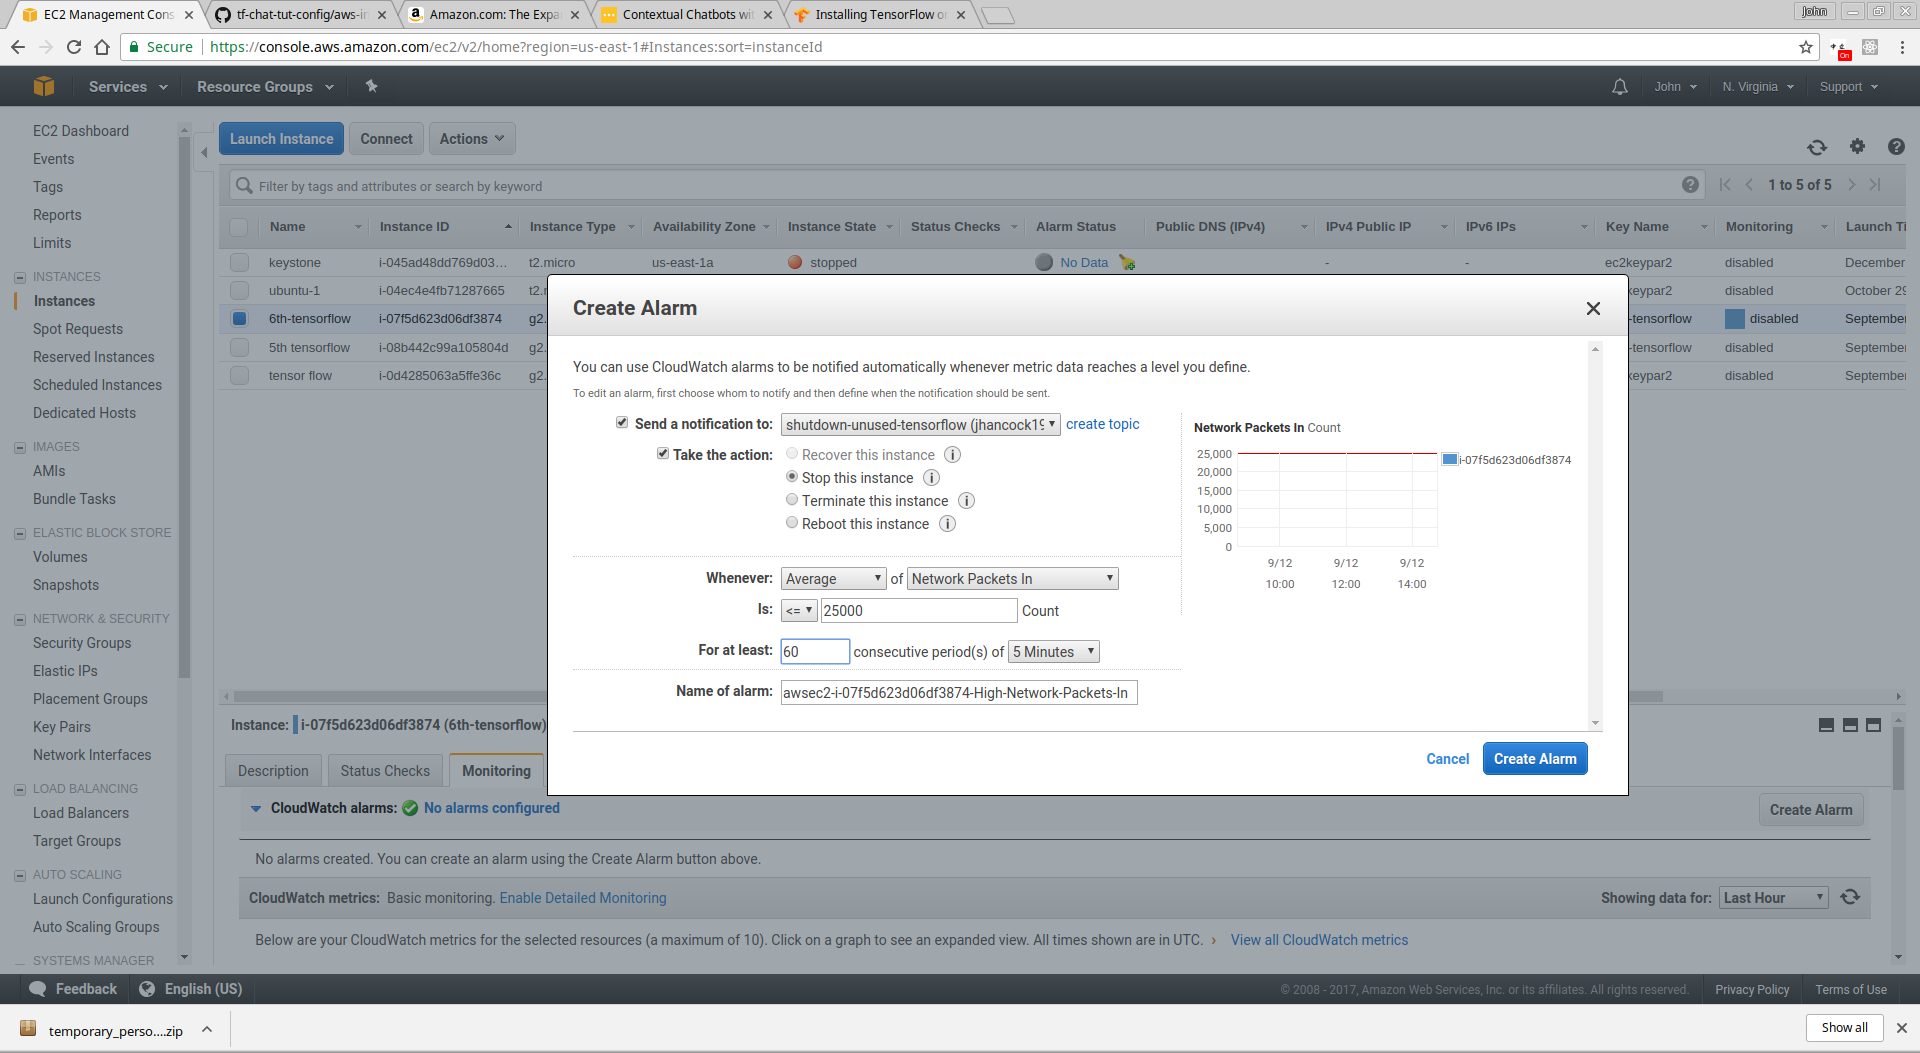 EC2 Management Cons
tf-chat-tut-config/aws-in
Amazon.com: The Expa
Contextual Chatbots wit
Installing TensorFlow on
John
Secure
https://console.aws.amazon.com/ec2/v2/home?region=us-east-1#Instances:sort=instanceId
On
Services
Resource Groups
John
N. Virginia
Support
EC2 Dashboard
Events
Tags
Reports
Limits
INSTANCES
Instances
Spot Requests
Reserved Instances
Scheduled Instances
Dedicated Hosts
IMAGES
AMIs
Bundle Tasks
ELASTIC BLOCK STORE
Volumes
Snapshots
NETWORK & SECURITY
Security Groups
Elastic IPs
Placement Groups
Key Pairs
Network Interfaces
LOAD BALANCING
Load Balancers
Target Groups
AUTO SCALING
Launch Configurations
Auto Scaling Groups
SYSTEMS MANAGER
Launch Instance
Connect
Actions
Filter by tags and attributes or search by keyword
1 to 5 of 5
Name Instance ID Instance Type Availability Zone Instance State Status Checks Alarm Status Public DNS (IPv4) IPv4 Public IP IPv6 IPs Key Name Monitoring Launch Ti
keystone i-045ad48dd769d03... t2.micro us-east-1a stopped No Data - - ec2keypar2 disabled December
ubuntu-1 i-04ec4e4fb71287665 t2.r keypar2 disabled October 29
6th-tensorflow i-07f5d623d06df3874 g2. -tensorflow disabled September
5th tensorflow i-08b442c99a105804d g2. -tensorflow disabled September
tensor flow i-0d4285063a5ffe36c g2. keypar2 disabled September
Create Alarm
You can use CloudWatch alarms to be notified automatically whenever metric data reaches a level you define.
To edit an alarm, first choose whom to notify and then define when the notification should be sent.
Send a notification to: shutdown-unused-tensorflow (jhancock19 create topic
Take the action: Recover this instance i
Stop this instance i
Terminate this instance i
Reboot this instance i
Whenever: Average of Network Packets In
Is: <= 25000 Count
For at least: 60 consecutive period(s) of 5 Minutes
Name of alarm: awsec2-i-07f5d623d06df3874-High-Network-Packets-In
Network Packets In Count
25,000
20,000
15,000
10,000
5,000
0
9/12 9/12 9/12
10:00 12:00 14:00
i-07f5d623d06df3874
Cancel
Create Alarm
Instance: i-07f5d623d06df3874 (6th-tensorflow)
Description
Status Checks
Monitoring
CloudWatch alarms: No alarms configured
Create Alarm
No alarms created. You can create an alarm using the Create Alarm button above.
CloudWatch metrics: Basic monitoring. Enable Detailed Monitoring
Showing data for: Last Hour
Below are your CloudWatch metrics for the selected resources (a maximum of 10). Click on a graph to see an expanded view. All times shown are in UTC. › View all CloudWatch metrics
Feedback
English (US)
© 2008 - 2017, Amazon Web Services, Inc. or its affiliates. All rights reserved.
Privacy Policy
Terms of Use
temporary_perso....zip
Show all